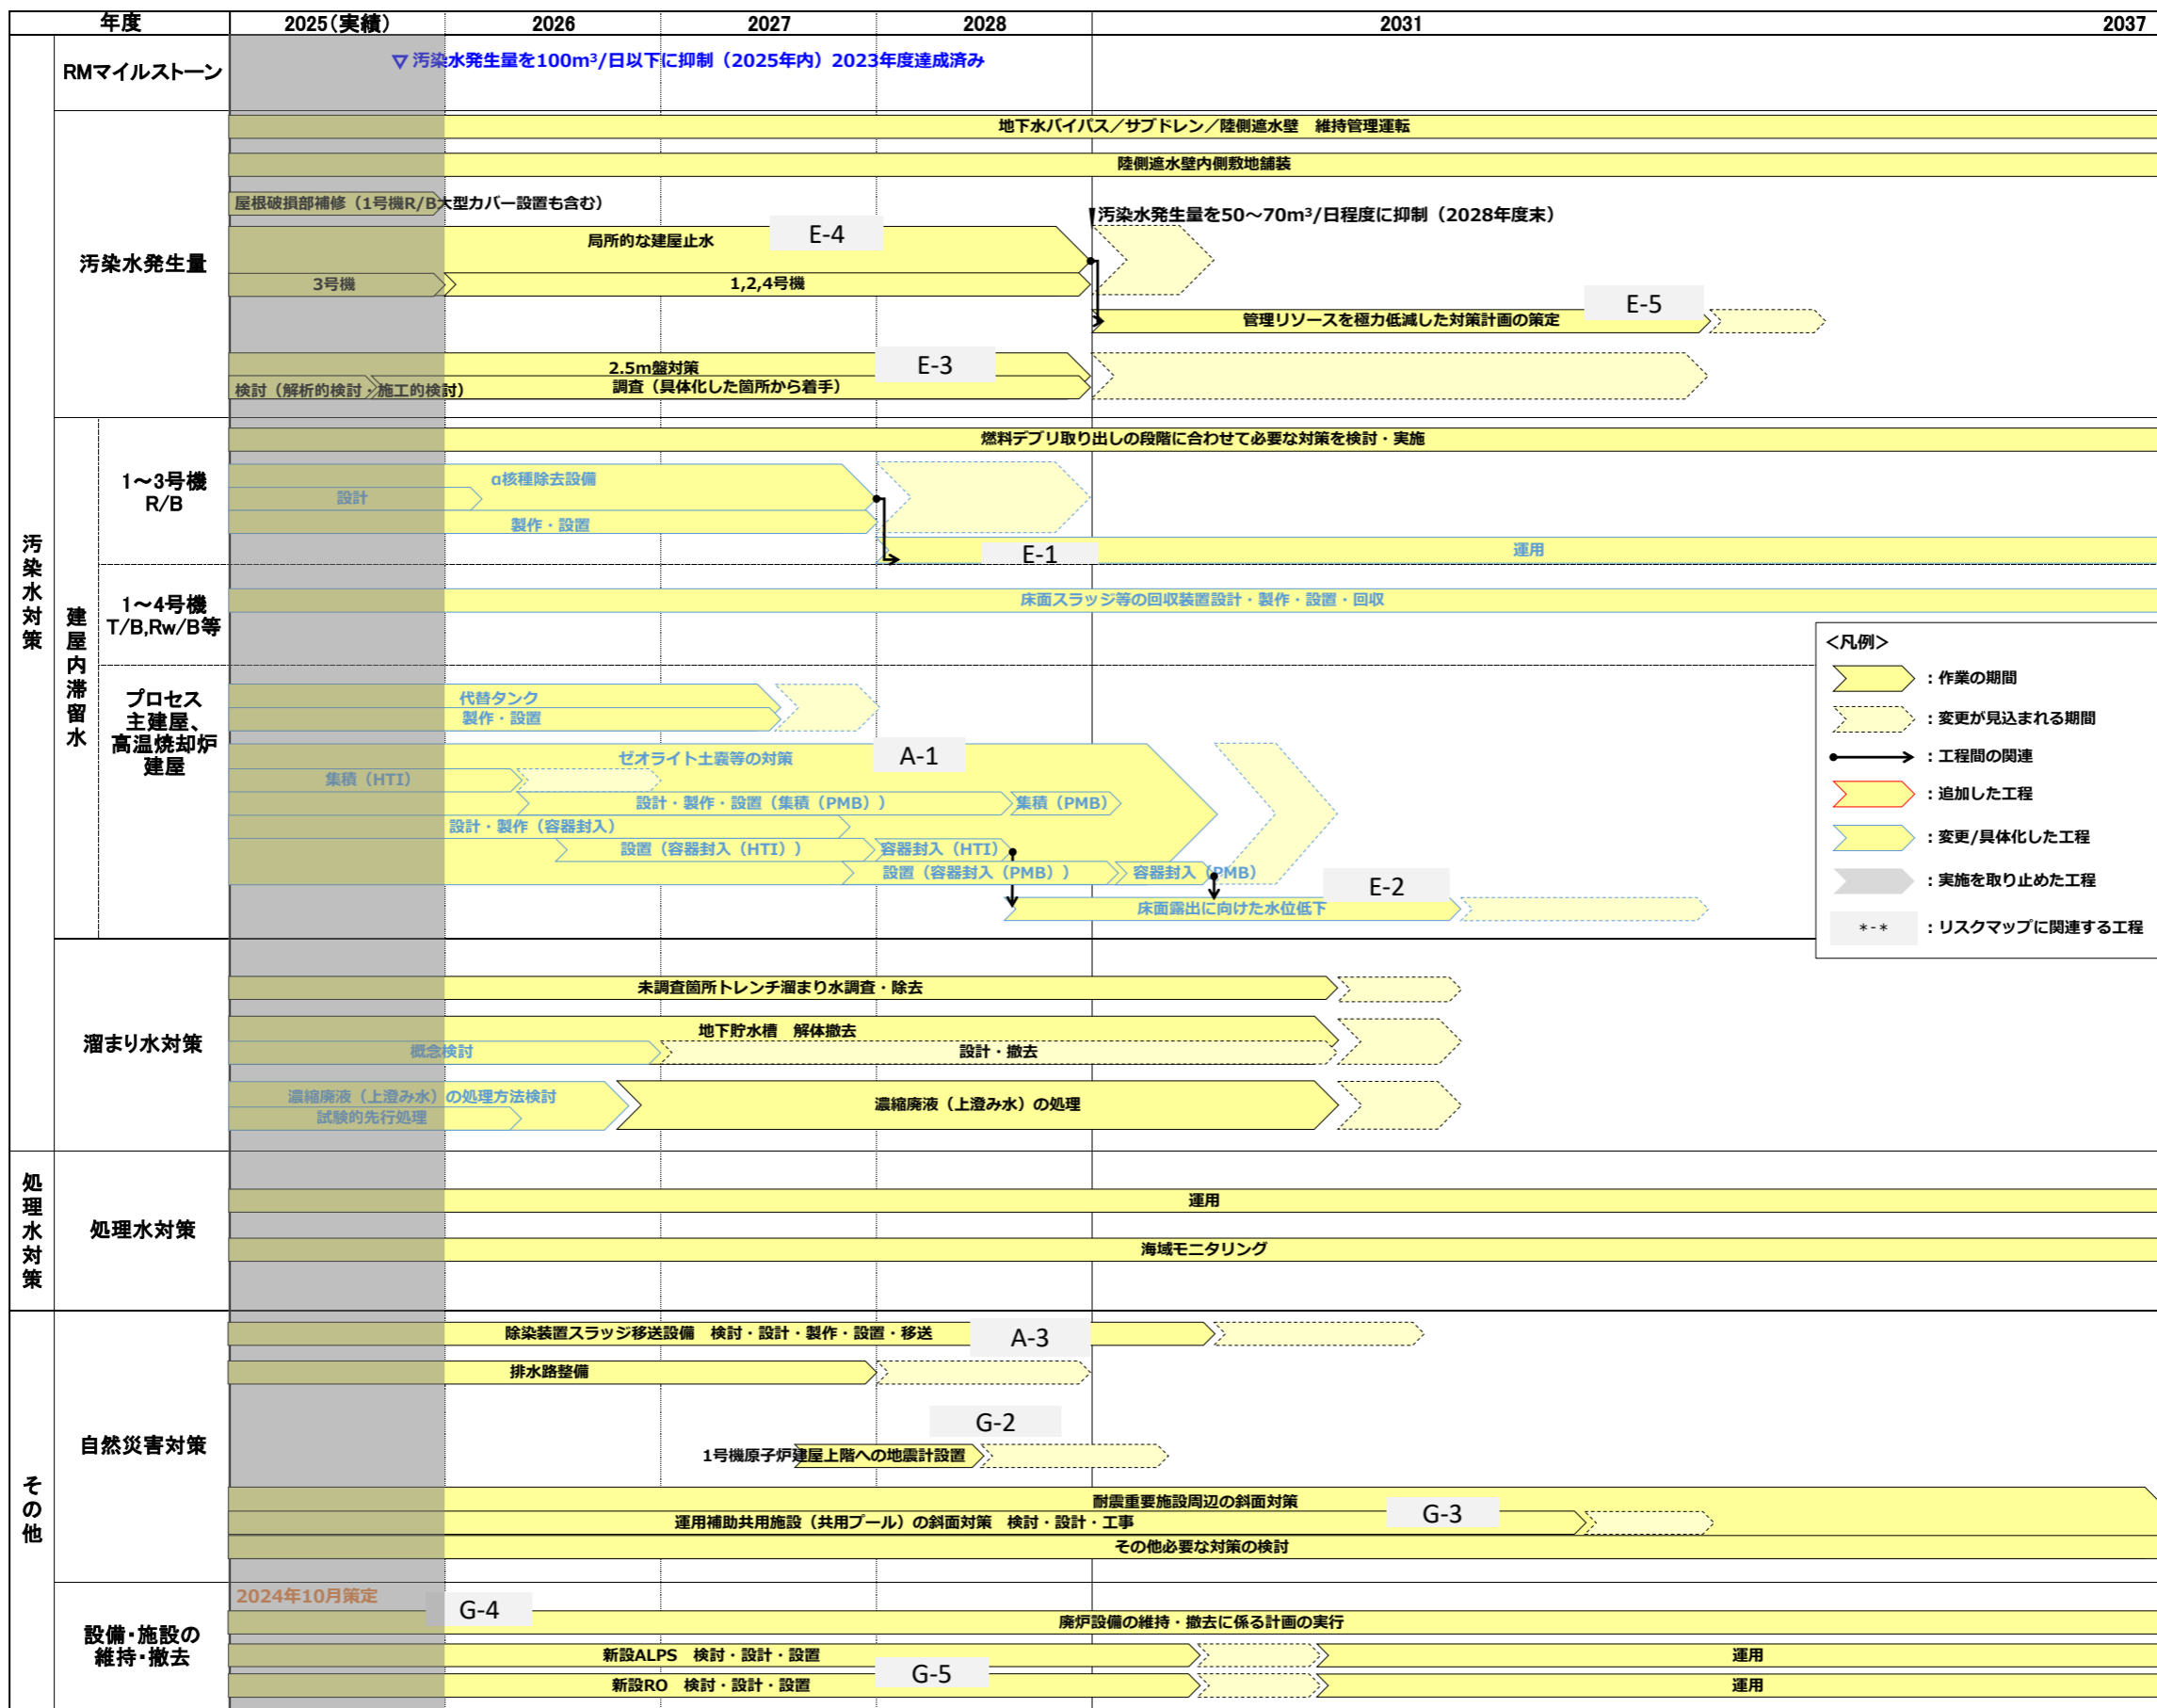 年度 2025(実績) 2026 2027 2028 2031 2037
RMマイルストーン
▽ 汚染水発生量を100m³/日以下に抑制（2025年内）2023年度達成済み
汚染水対策
汚染水発生量
地下水バイパス／サブドレン／陸側遮水壁　維持管理運転
陸側遮水壁内側敷地舗装
屋根破損部補修（1号機R/B大型カバー設置も含む）
汚染水発生量を50～70m³/日程度に抑制（2028年度末）
局所的な建屋止水
E-4
3号機
1,2,4号機
E-5
管理リソースを極力低減した対策計画の策定
2.5m盤対策
E-3
検討（解析的検討・施工的検討）
調査（具体化した箇所から着手）
建屋内滞留水
1～3号機
R/B
燃料デブリ取り出しの段階に合わせて必要な対策を検討・実施
α核種除去設備
設計
製作・設置
E-1
運用
1～4号機
T/B,Rw/B等
床面スラッジ等の回収装置設計・製作・設置・回収
プロセス
主建屋、
高温焼却炉
建屋
代替タンク
製作・設置
ゼオライト土嚢等の対策
A-1
集積（HTI）
設計・製作・設置（集積（PMB））
集積（PMB）
設計・製作（容器封入）
設置（容器封入（HTI））
容器封入（HTI）
設置（容器封入（PMB））
容器封入（PMB）
E-2
床面露出に向けた水位低下
＜凡例＞
：作業の期間
：変更が見込まれる期間
：工程間の関連
：追加した工程
：変更/具体化した工程
：実施を取り止めた工程
*-*
：リスクマップに関連する工程
溜まり水対策
未調査箇所トレンチ溜まり水調査・除去
地下貯水槽　解体撤去
概念検討
設計・撤去
濃縮廃液（上澄み水）の処理方法検討
試験的先行処理
濃縮廃液（上澄み水）の処理
処理水対策
処理水対策
運用
海域モニタリング
その他
自然災害対策
除染装置スラッジ移送設備　検討・設計・製作・設置・移送
A-3
排水路整備
G-2
1号機原子炉建屋上階への地震計設置
耐震重要施設周辺の斜面対策
運用補助共用施設（共用プール）の斜面対策　検討・設計・工事
G-3
その他必要な対策の検討
設備・施設の
維持・撤去
2024年10月策定
G-4
廃炉設備の維持・撤去に係る計画の実行
新設ALPS　検討・設計・設置
運用
G-5
新設RO　検討・設計・設置
運用